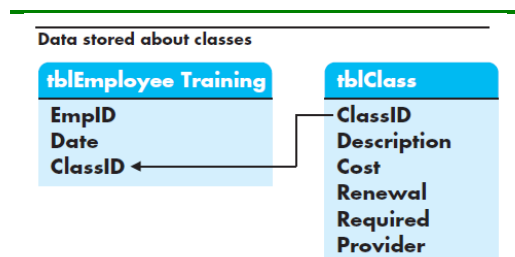 Data stored about classes
tblEmployee Training
EmpID
Date
ClassID
tblClass
ClassID
Description
Cost
Renewal
Required
Provider